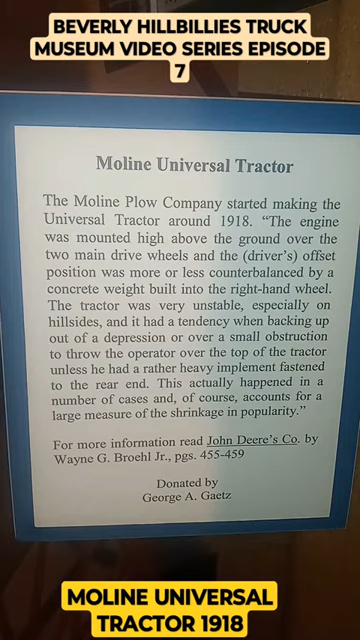 BEVERLY HILLBILLIES TRUCK
MUSEUM VIDEO SERIES EPISODE
7
Moline Universal Tractor
The Moline Plow Company started making the
Universal Tractor around 1918. “The engine
was mounted high above the ground over the
two main drive wheels and the (driver’s) offset
position was more or less counterbalanced by a
concrete weight built into the right-hand wheel.
The tractor was very unstable, especially on
hillsides, and it had a tendency when backing up
out of a depression or over a small obstruction
to throw the operator over the top of the tractor
unless he had a rather heavy implement fastened
to the rear end. This actually happened in a
number of cases and, of course, accounts for a
large measure of the shrinkage in popularity.”
For more information read John Deere’s Co. by
Wayne G. Broehl Jr., pgs. 455-459
Donated by
George A. Gaetz
MOLINE UNIVERSAL
TRACTOR 1918